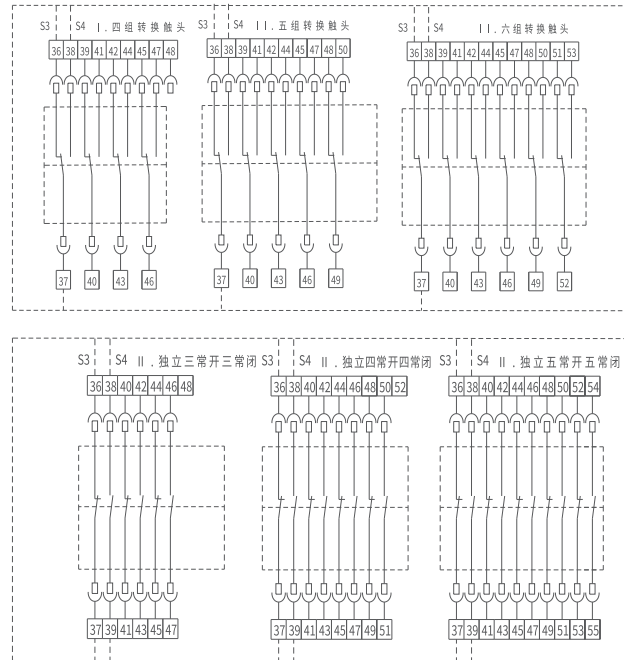 S3 S4 I.四组转换触头
36 38 39 41 42 44 45 47 48
37 40 43 46
S3 S4 II.五组转换触头
36 38 39 41 42 44 45 47 48 50
37 40 43 46 49
S3 S4 II.六组转换触头
36 38 39 41 42 44 45 47 48 50 51 53
37 40 43 46 49 52
S3 S4 II.独立三常开三常闭
36 38 40 42 44 46 48
37 39 41 43 45 47
S3 S4 II.独立四常开四常闭
36 38 40 42 44 46 48 50 52
37 39 41 43 45 47 49 51
S3 S4 II.独立五常开五常闭
36 38 40 42 44 46 48 50 52 54
37 39 41 43 45 47 49 51 53 55